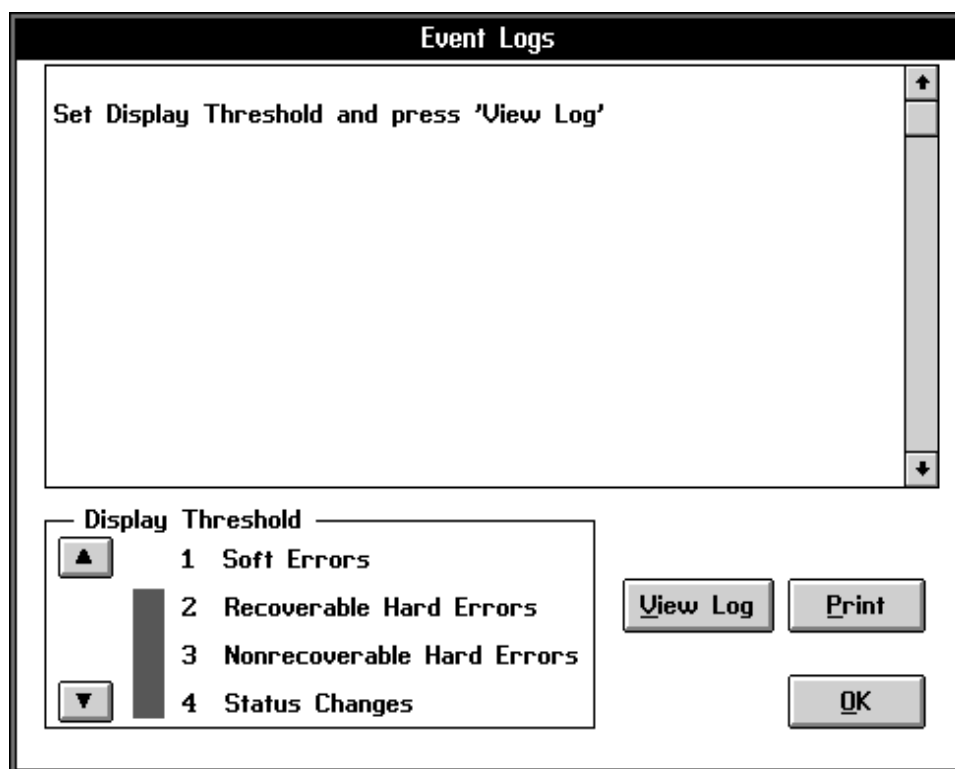 Event Logs
Set Display Threshold and press 'View Log'
Display Threshold
1 Soft Errors
2 Recoverable Hard Errors
3 Nonrecoverable Hard Errors
4 Status Changes
View Log
Print
OK